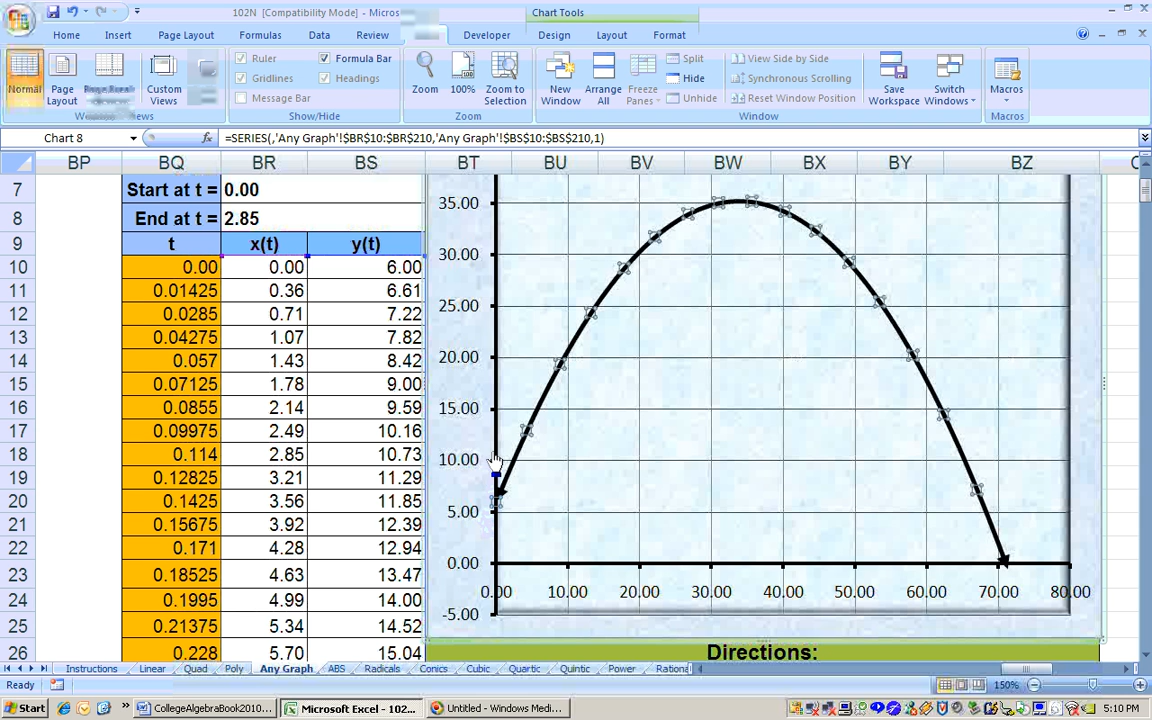 102N [Compatibility Mode] - Micros
Chart Tools
Home Insert Page Layout Formulas Data Review Developer Design Layout Format
Normal
Page Layout
Custom Views
Ruler
Gridlines
Message Bar
Formula Bar
Headings
Show/Hide
Zoom
100%
Zoom to Selection
Zoom
New Window
Arrange All
Freeze Panes
Split
Hide
Unhide
View Side by Side
Synchronous Scrolling
Reset Window Position
Save Workspace
Switch Windows
Window
Macros
Macros
Chart 8
fx
=SERIES(,'Any Graph'!$BR$10:$BR$210,'Any Graph'!$BS$10:$BS$210,1)
BP BQ BR BS BT BU BV BW BX BY BZ
7 Start at t = 0.00
8 End at t = 2.85
9 t x(t) y(t)
10 0.00 0.00 6.00
11 0.01425 0.36 6.61
12 0.0285 0.71 7.22
13 0.04275 1.07 7.82
14 0.057 1.43 8.42
15 0.07125 1.78 9.00
16 0.0855 2.14 9.59
17 0.09975 2.49 10.16
18 0.114 2.85 10.73
19 0.12825 3.21 11.29
20 0.1425 3.56 11.85
21 0.15675 3.92 12.39
22 0.171 4.28 12.94
23 0.18525 4.63 13.47
24 0.1995 4.99 14.00
25 0.21375 5.34 14.52
26 0.228 5.70 15.04
35.00
30.00
25.00
20.00
15.00
10.00
5.00
0.00
-5.00
0.00 10.00 20.00 30.00 40.00 50.00 60.00 70.00 80.00
Directions:
Instructions Linear Quad Poly Any Graph ABS Radicals Conics Cubic Quartic Quintic Power Rationa
Ready
150%
Start
CollegeAlgebraBook2010...
Microsoft Excel - 102...
Untitled - Windows Medi...
5:10 PM